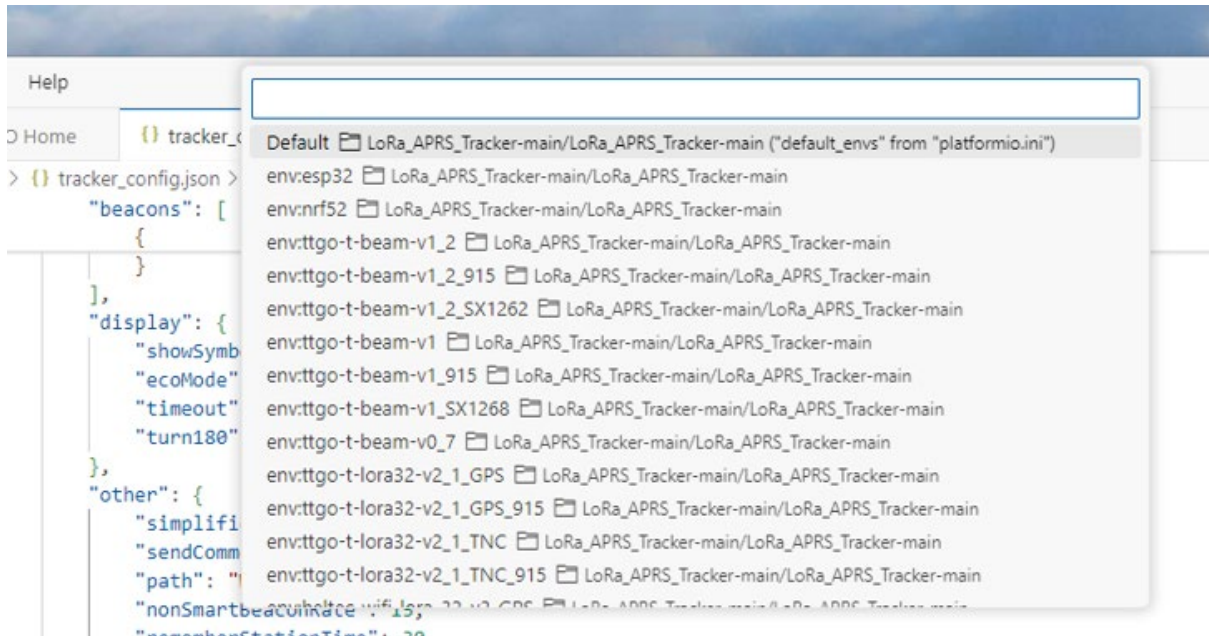 Help
Home
{} tracker_
Default LoRa_APRS_Tracker-main/LoRa_APRS_Tracker-main ("default_envs" from "platformio.ini")
> {} tracker_config.json >
env:esp32 LoRa_APRS_Tracker-main/LoRa_APRS_Tracker-main
"beacons": [
env:nrf52 LoRa_APRS_Tracker-main/LoRa_APRS_Tracker-main
{
env:ttgo-t-beam-v1_2 LoRa_APRS_Tracker-main/LoRa_APRS_Tracker-main
}
env:ttgo-t-beam-v1_2_915 LoRa_APRS_Tracker-main/LoRa_APRS_Tracker-main
],
env:ttgo-t-beam-v1_2_SX1262 LoRa_APRS_Tracker-main/LoRa_APRS_Tracker-main
"display": {
env:ttgo-t-beam-v1 LoRa_APRS_Tracker-main/LoRa_APRS_Tracker-main
"showSymb
env:ttgo-t-beam-v1_915 LoRa_APRS_Tracker-main/LoRa_APRS_Tracker-main
"ecoMode"
"timeout"
env:ttgo-t-beam-v1_SX1268 LoRa_APRS_Tracker-main/LoRa_APRS_Tracker-main
"turn180"
env:ttgo-t-beam-v0_7 LoRa_APRS_Tracker-main/LoRa_APRS_Tracker-main
},
env:ttgo-t-lora32-v2_1_GPS LoRa_APRS_Tracker-main/LoRa_APRS_Tracker-main
"other": {
env:ttgo-t-lora32-v2_1_GPS_915 LoRa_APRS_Tracker-main/LoRa_APRS_Tracker-main
"simplifi
env:ttgo-t-lora32-v2_1_TNC LoRa_APRS_Tracker-main/LoRa_APRS_Tracker-main
"sendComm
env:ttgo-t-lora32-v2_1_TNC_915 LoRa_APRS_Tracker-main/LoRa_APRS_Tracker-main
"path": "
"nonSmartBeaconRate": 15,